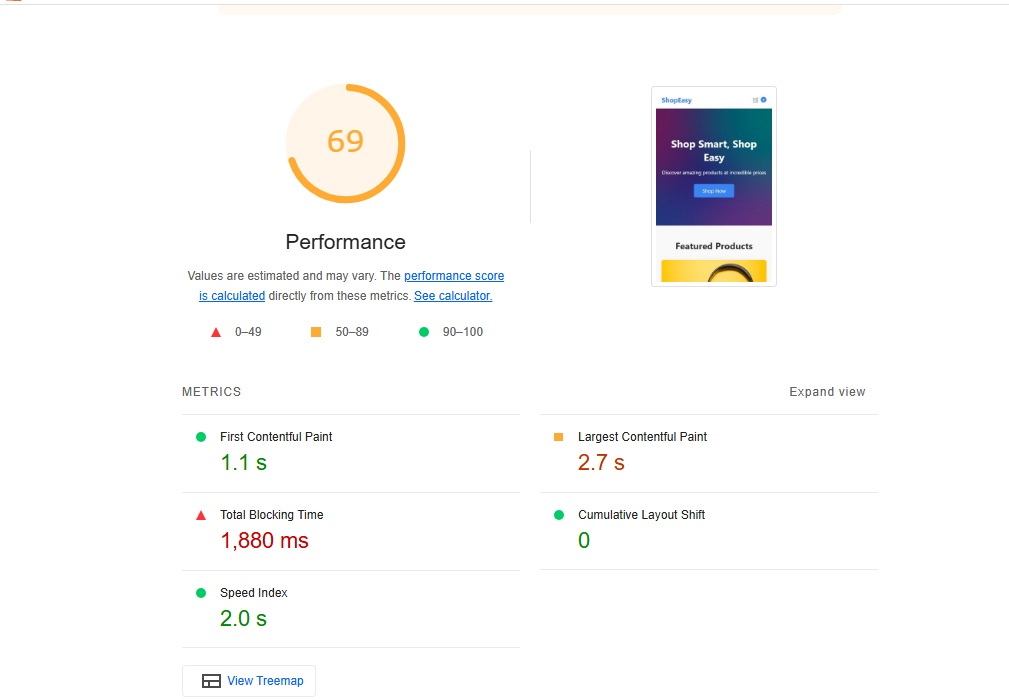 69
Performance
Values are estimated and may vary. The performance score
is calculated directly from these metrics. See calculator.
0–49
50–89
90–100
ShopEasy
Shop Smart, Shop
Easy
Discover amazing products at incredible prices
Shop Now
Featured Products
METRICS
Expand view
First Contentful Paint
1.1 s
Largest Contentful Paint
2.7 s
Total Blocking Time
1,880 ms
Cumulative Layout Shift
0
Speed Index
2.0 s
View Treemap